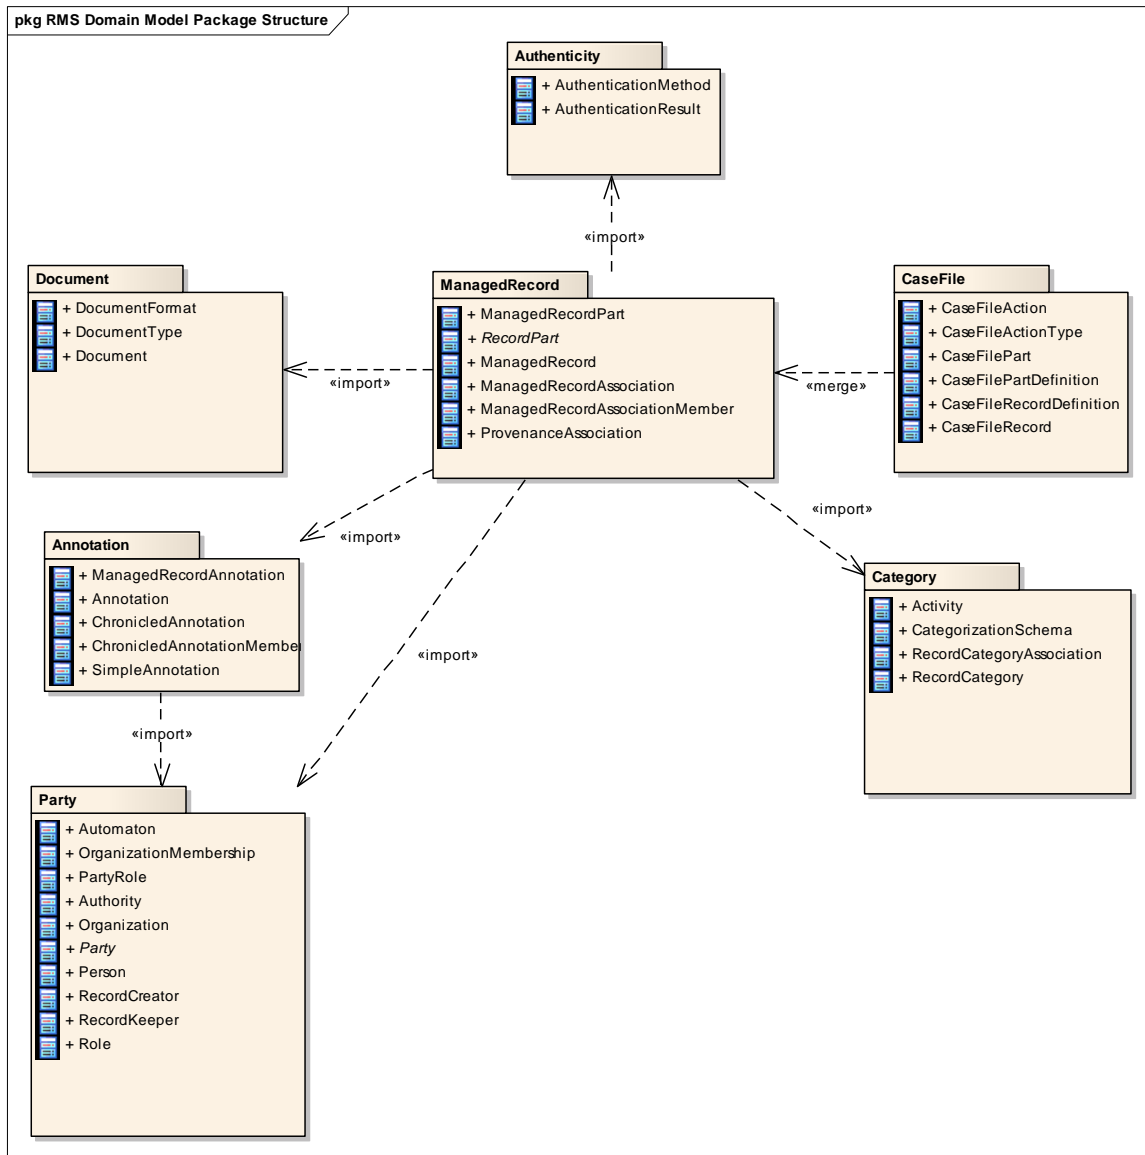 pkg RMS Domain Model Package Structure
Authenticity
+ AuthenticationMethod
+ AuthenticationResult
«import»
Document
+ DocumentFormat
+ DocumentType
+ Document
«import»
ManagedRecord
+ ManagedRecordPart
+ RecordPart
+ ManagedRecord
+ ManagedRecordAssociation
+ ManagedRecordAssociationMember
+ ProvenanceAssociation
«merge»
CaseFile
+ CaseFileAction
+ CaseFileActionType
+ CaseFilePart
+ CaseFilePartDefinition
+ CaseFileRecordDefinition
+ CaseFileRecord
«import»
«import»
«import»
Annotation
+ ManagedRecordAnnotation
+ Annotation
+ ChronicledAnnotation
+ ChronicledAnnotationMember
+ SimpleAnnotation
Category
+ Activity
+ CategorizationSchema
+ RecordCategoryAssociation
+ RecordCategory
«import»
Party
+ Automaton
+ OrganizationMembership
+ PartyRole
+ Authority
+ Organization
+ Party
+ Person
+ RecordCreator
+ RecordKeeper
+ Role